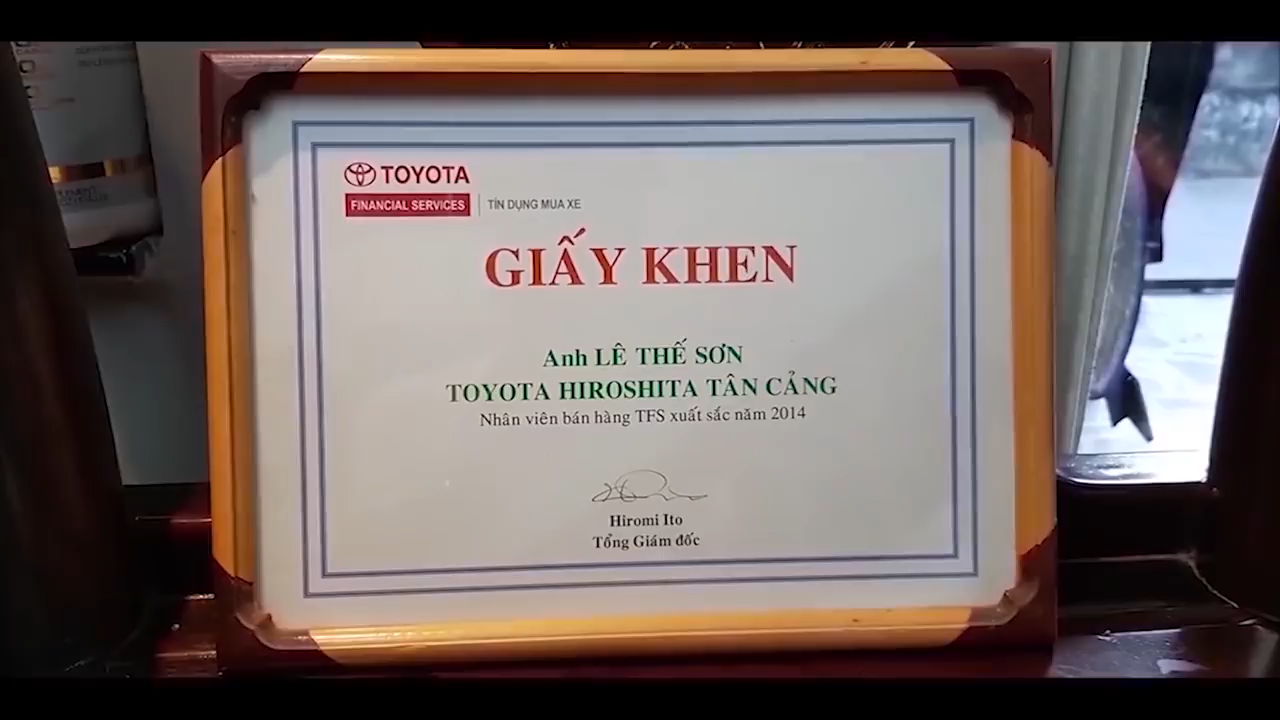 TOYOTA
FINANCIAL SERVICES TÍN DỤNG MUA XE
GIẤY KHEN
Anh LÊ THẾ SƠN
TOYOTA HIROSHITA TÂN CẢNG
Nhân viên bán hàng TFS xuất sắc năm 2014
Hiromi Ito
Tổng Giám đốc